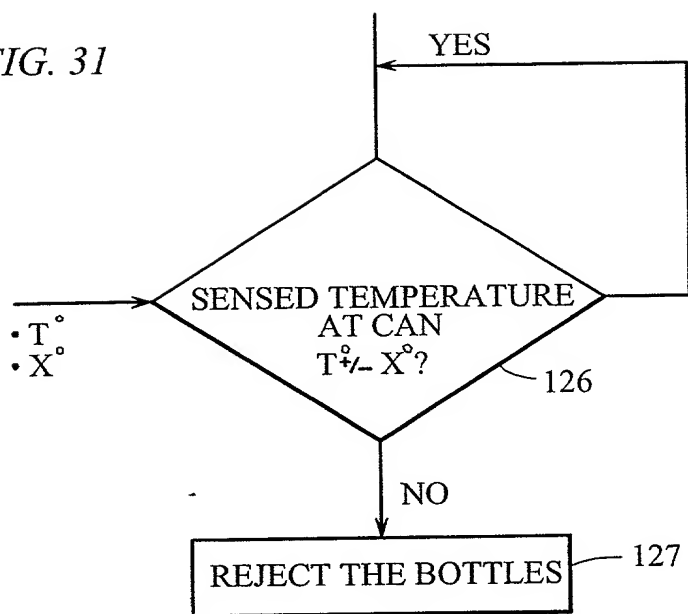 FIG. 31
YES
SENSED TEMPERATURE
AT CAN
T°+/- X°?
• T°
• X°
126
NO
REJECT THE BOTTLES
127